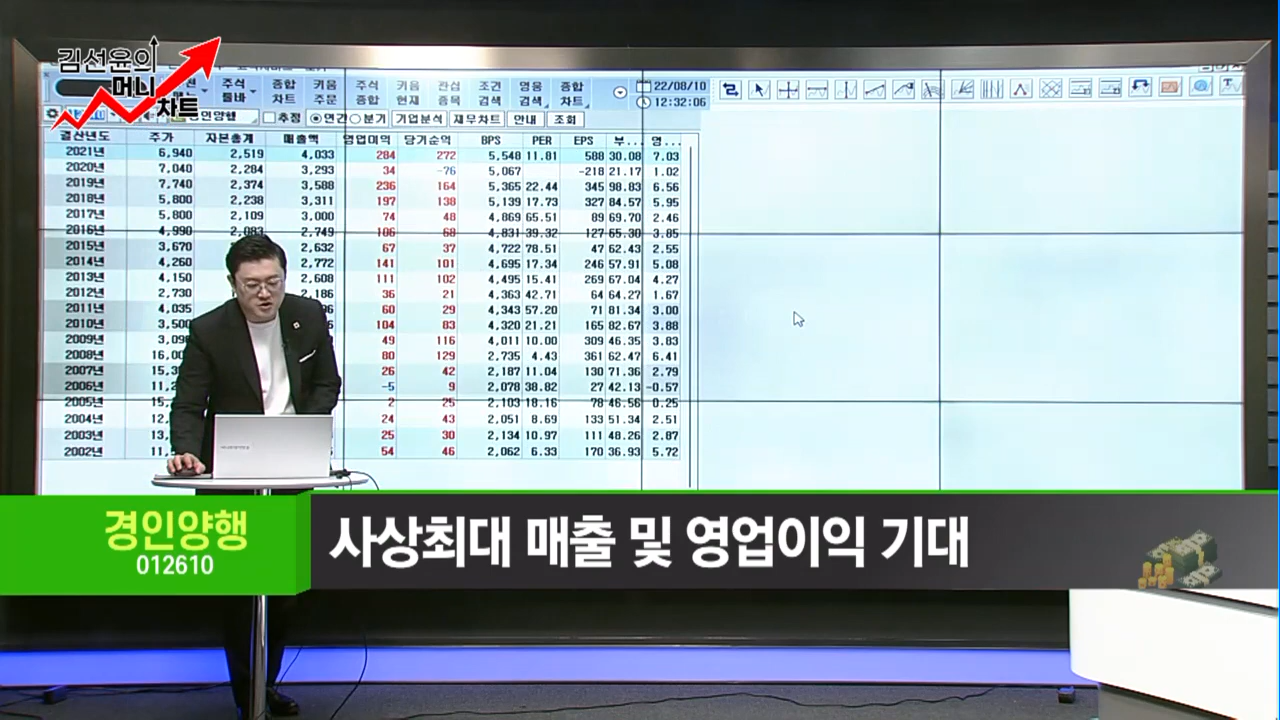 김선윤의
머니
차트
주식 종합 키움 주식 키움 관심 조건 영웅 종합
툴바 차트 주문 종합 현재 종목 검색 검색 차트
22/08/10
12:32:06
경인양행 추정 연간 분기 기업분석 재무차트 안내 조회
결산년도 주가 자본총계 매출액 영업이익 당기순익 BPS PER EPS 부... 영...
2021년 6,940 2,519 4,033 284 272 5,548 11.81 588 30.08 7.03
2020년 7,040 2,284 3,293 34 -76 5,067 -218 21.17 1.02
2019년 7,740 2,374 3,588 236 164 5,365 22.44 345 98.83 6.56
2018년 5,800 2,238 3,311 197 138 5,139 17.73 327 84.57 5.95
2017년 5,800 2,109 3,000 74 48 4,869 65.51 89 69.70 2.46
2016년 4,990 2,083 2,749 106 68 4,831 39.32 127 65.30 3.85
2015년 3,670 2,632 67 37 4,722 78.51 47 62.43 2.55
2014년 4,260 2,772 141 101 4,695 17.34 246 57.91 5.08
2013년 4,150 2,608 111 102 4,495 15.41 269 67.04 4.27
2012년 2,730 2,186 36 21 4,363 42.71 64 64.27 1.67
2011년 4,035 60 29 4,343 57.20 71 81.34 3.00
2010년 3,500 104 83 4,320 21.21 165 82.67 3.88
2009년 49 116 4,011 10.00 309 46.35 3.83
2008년 80 129 2,735 4.43 361 62.47 6.41
2007년 26 42 2,187 11.04 130 71.36 2.79
2006년 -5 9 2,078 38.82 27 42.13 -0.57
2005년 2 25 2,103 18.16 78 46.56 0.25
2004년 24 43 2,051 8.69 133 51.34 2.51
2003년 25 30 2,134 10.97 111 48.26 2.87
2002년 54 46 2,062 6.33 170 36.93 5.72
경인양행
012610
사상최대 매출 및 영업이익 기대